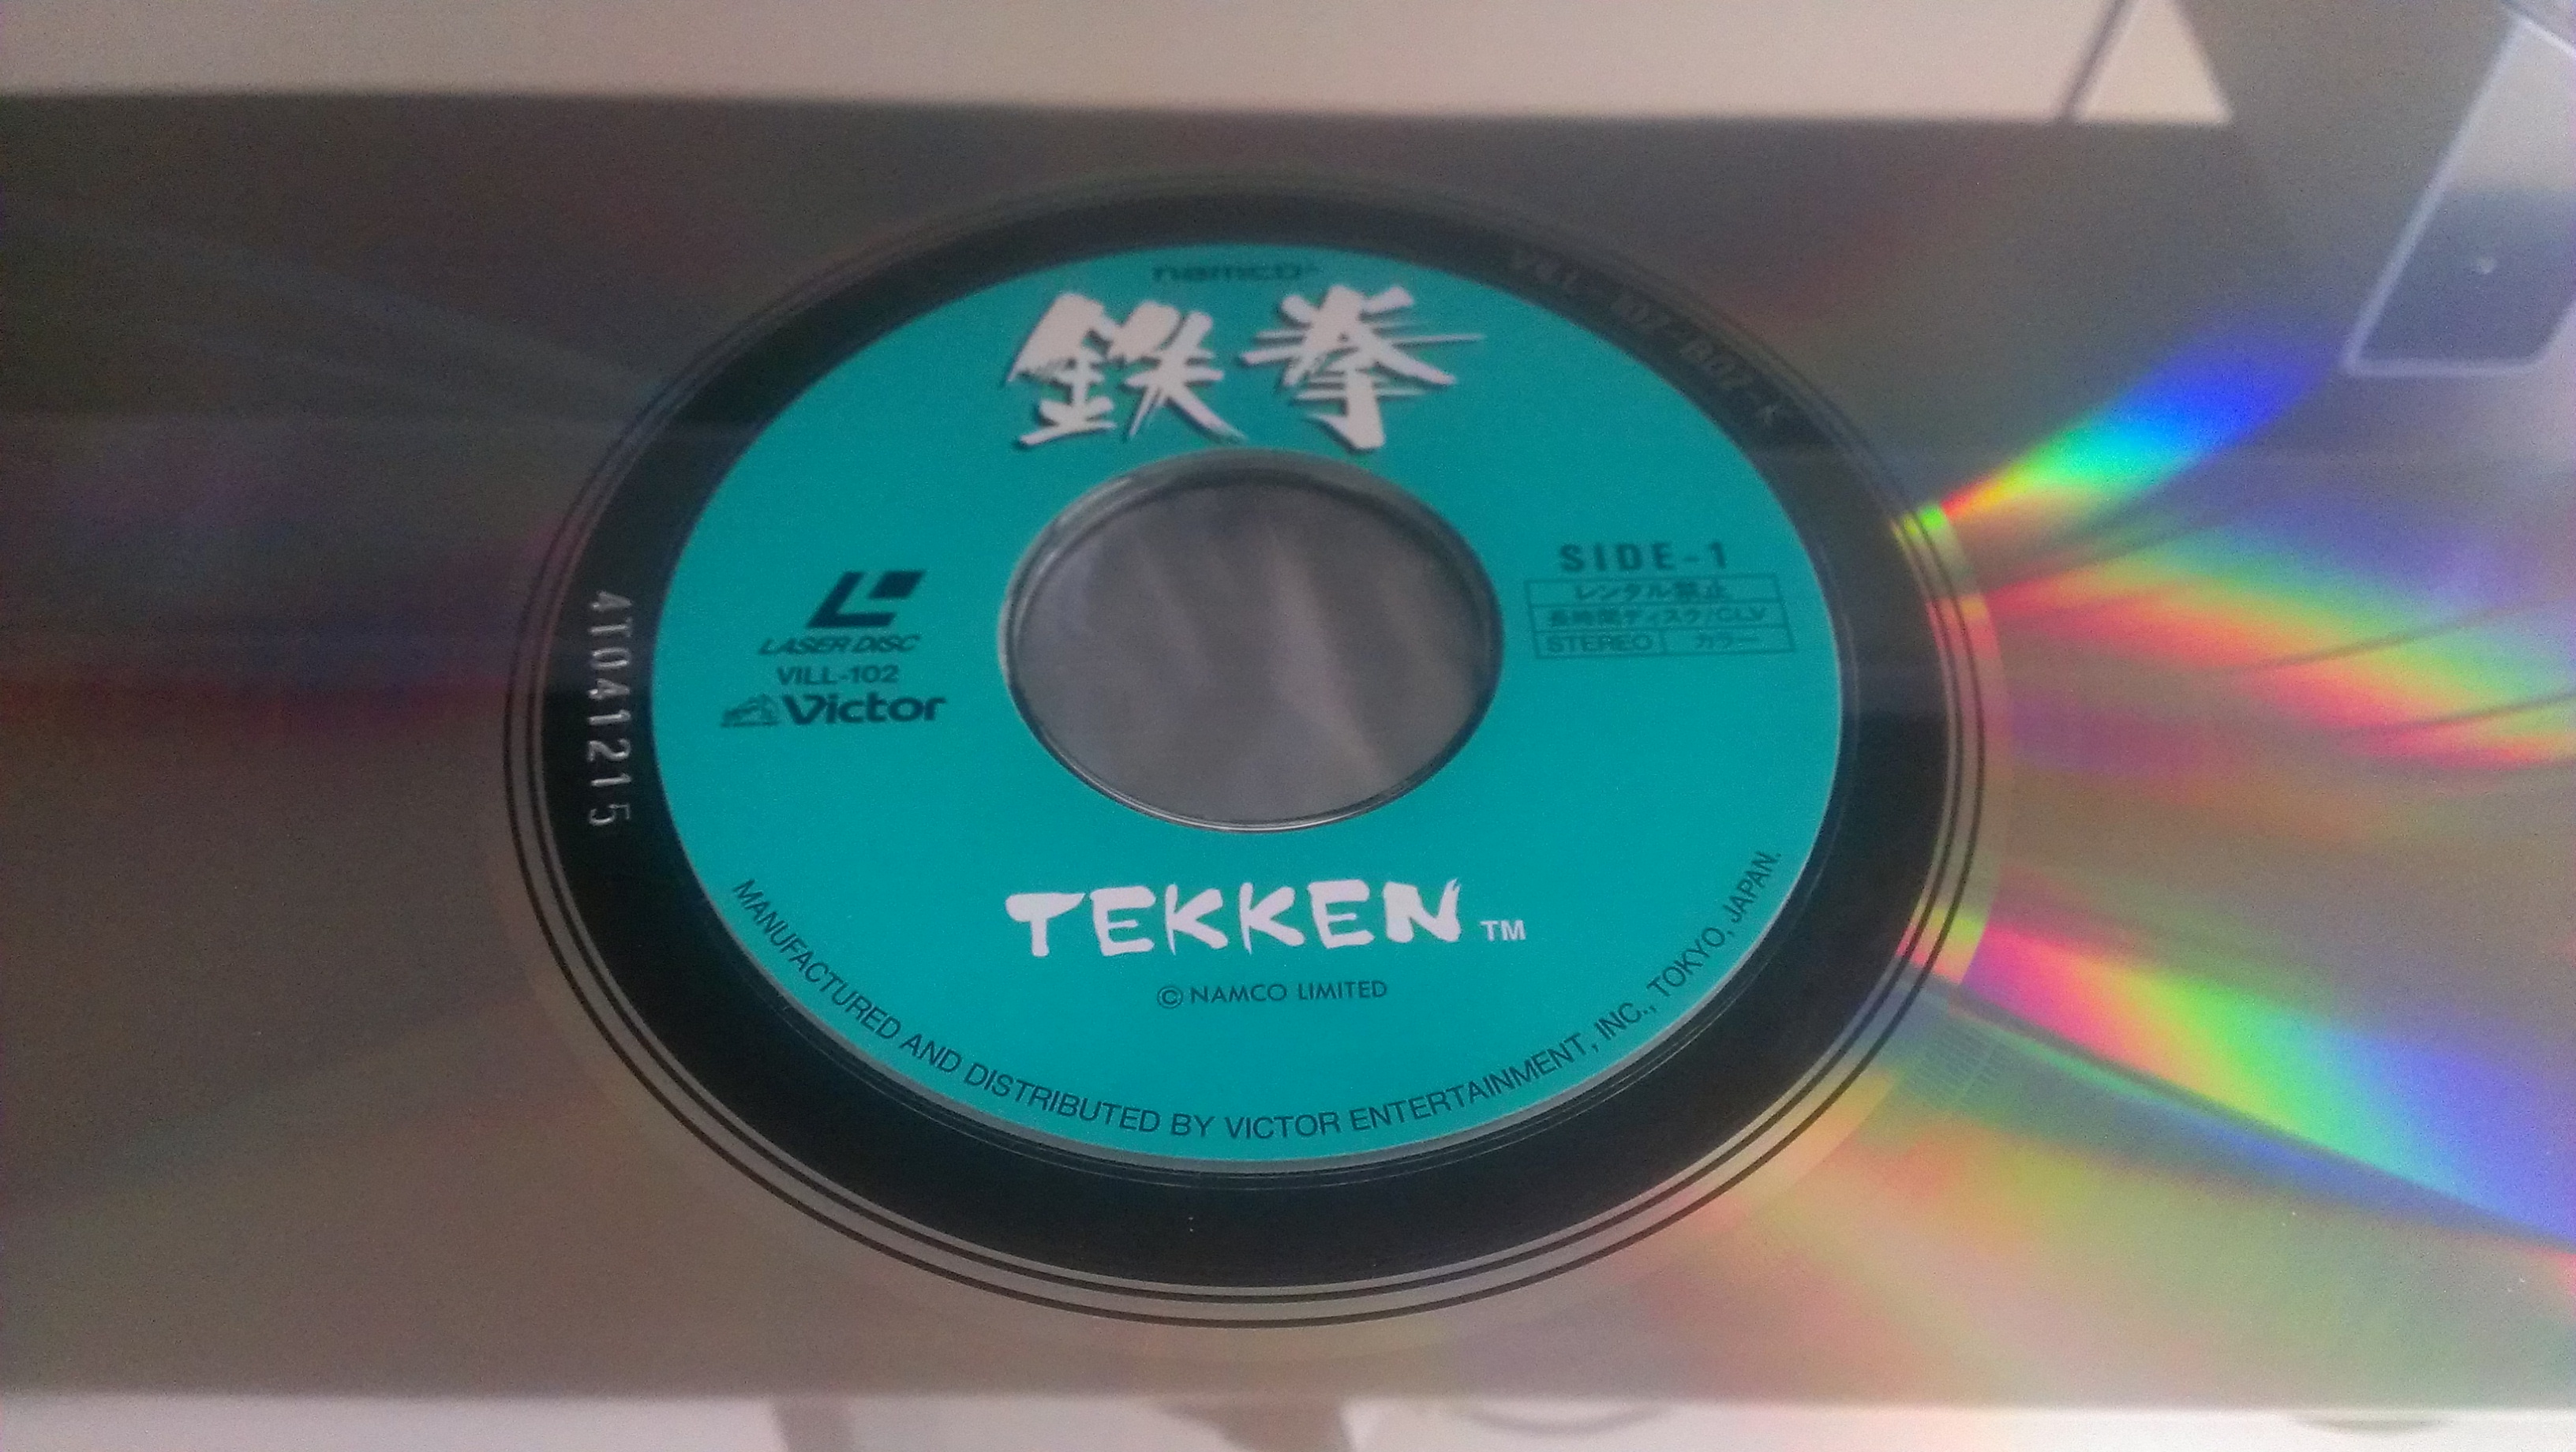 namco
鉄拳
LASER DISC
VILL-102
Victor
SIDE-1
レンタル禁止
長時間ディスク/CLV
STEREO カラー
TEKKEN TM
© NAMCO LIMITED
MANUFACTURED AND DISTRIBUTED BY VICTOR ENTERTAINMENT, INC., TOKYO, JAPAN.
4T041215